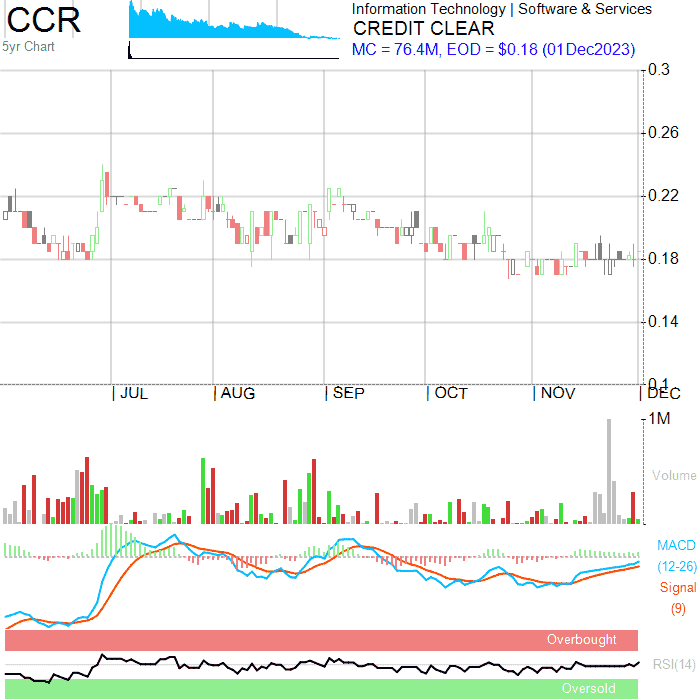 CCR
5yr Chart
Information Technology | Software & Services
CREDIT CLEAR
MC = 76.4M, EOD = $0.18 (01Dec2023)
0.3
0.26
0.22
0.18
0.14
0.1
| JUL | AUG | SEP | OCT | NOV | DEC
1M
Volume
MACD
(12-26)
Signal
(9)
Overbought
RSI(14)
Oversold